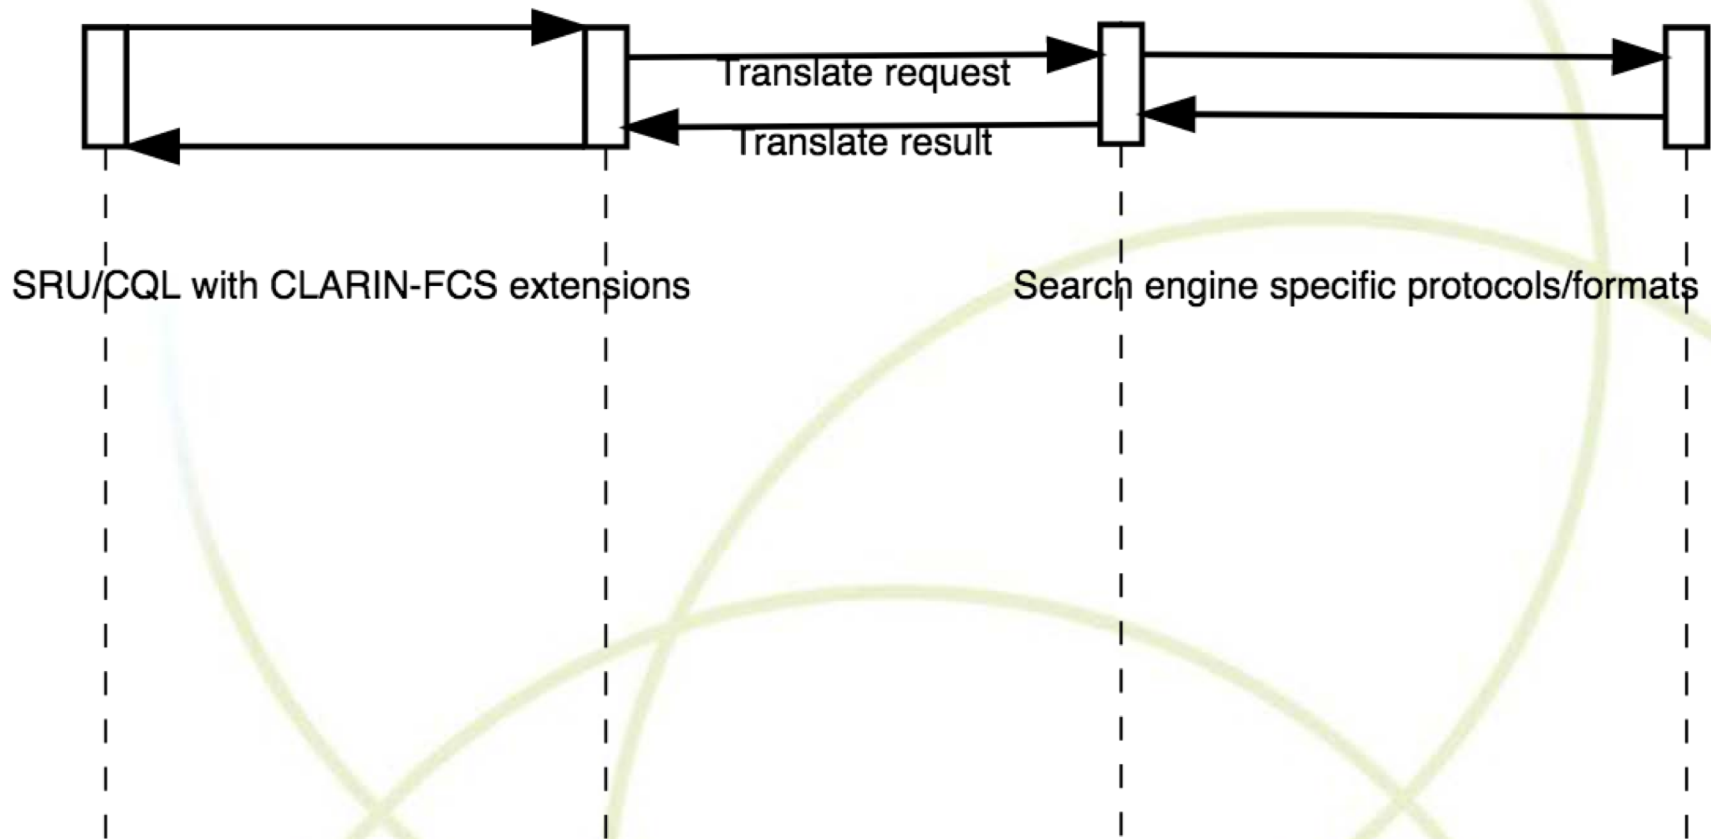 Translate request
Translate result
SRU/CQL with CLARIN-FCS extensions
Search engine specific protocols/formats